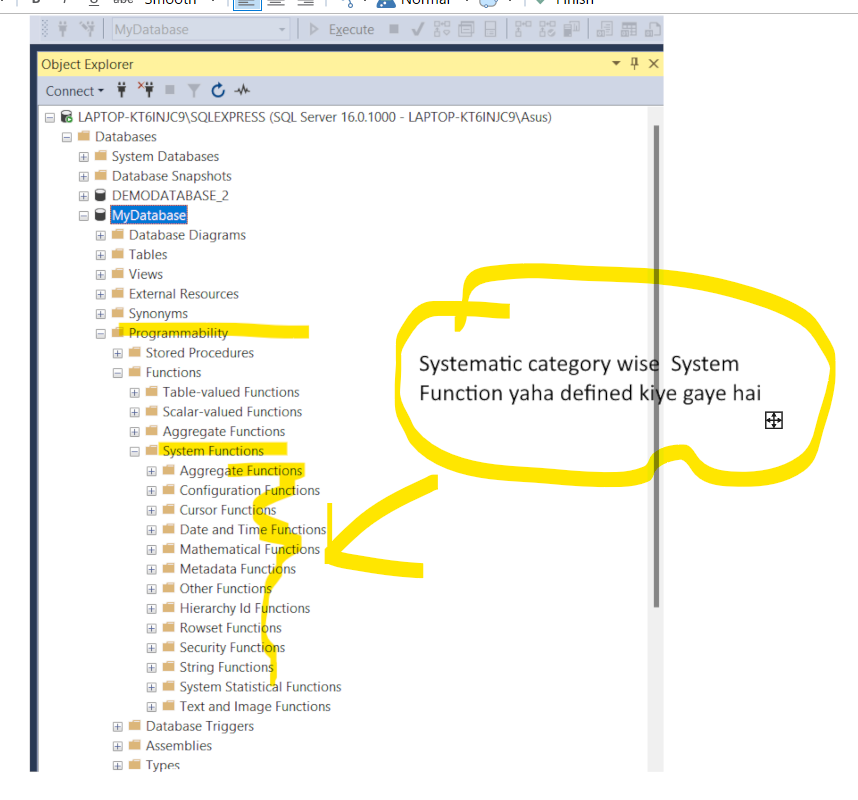 B I U abc Smooth Normal Finish
MyDatabase Execute
Object Explorer
Connect
LAPTOP-KT6INJC9\SQLEXPRESS (SQL Server 16.0.1000 - LAPTOP-KT6INJC9\Asus)
Databases
System Databases
Database Snapshots
DEMODATABASE_2
MyDatabase
Database Diagrams
Tables
Views
External Resources
Synonyms
Programmability
Stored Procedures
Functions
Table-valued Functions
Scalar-valued Functions
Aggregate Functions
System Functions
Aggregate Functions
Configuration Functions
Cursor Functions
Date and Time Functions
Mathematical Functions
Metadata Functions
Other Functions
Hierarchy Id Functions
Rowset Functions
Security Functions
String Functions
System Statistical Functions
Text and Image Functions
Database Triggers
Assemblies
Types
Systematic category wise System
Function yaha defined kiye gaye hai